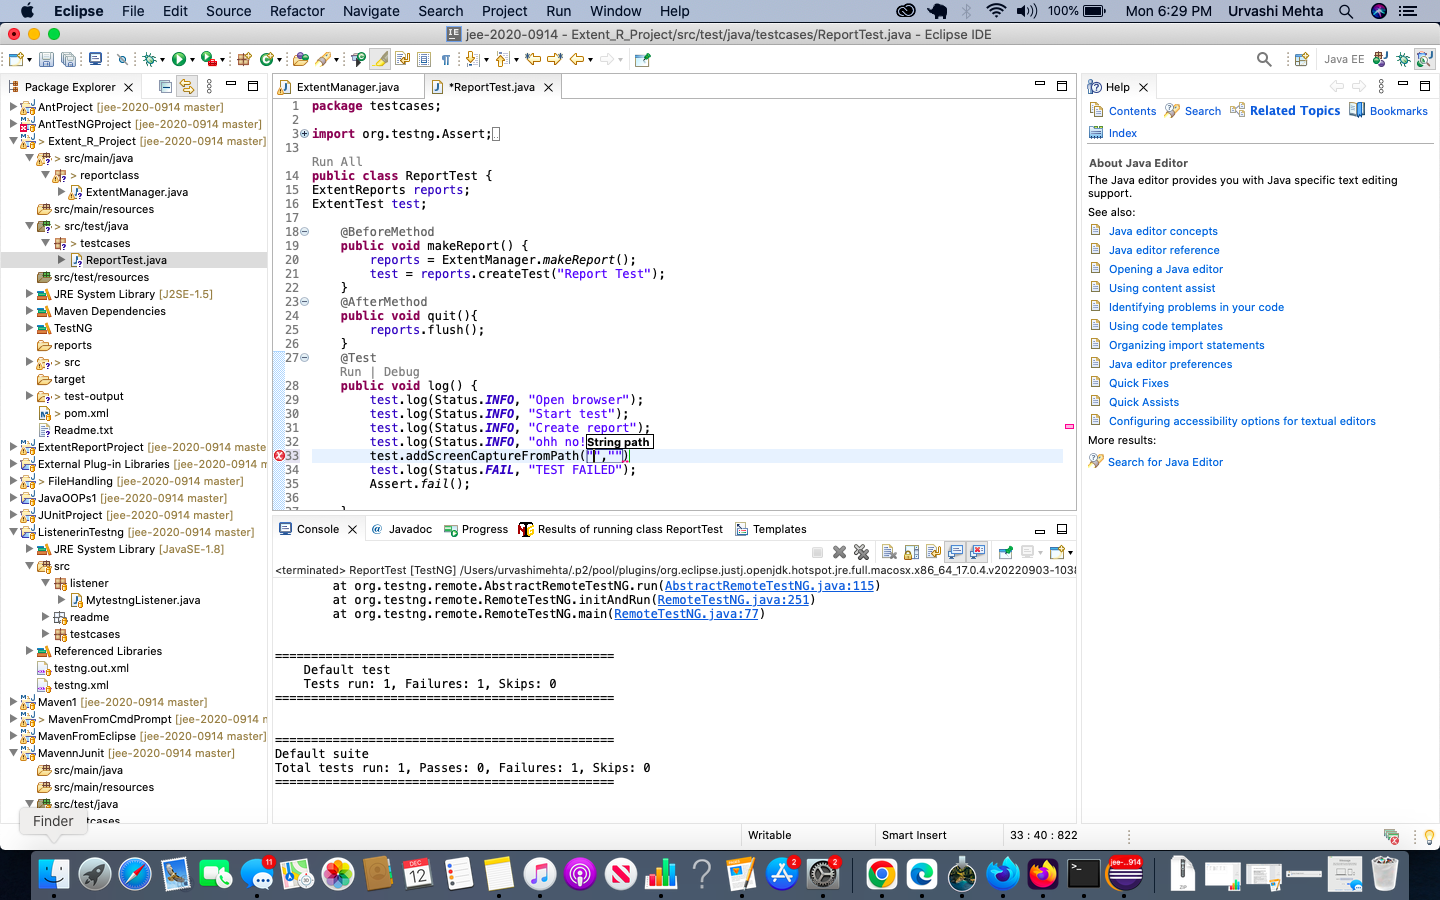 Eclipse File Edit Source Refactor Navigate Search Project Run Window Help 100% Mon 6:29 PM Urvashi Mehta
jee-2020-0914 - Extent_R_Project/src/test/java/testcases/ReportTest.java - Eclipse IDE
Java EE
Package Explorer
AntProject [jee-2020-0914 master]
AntTestNGProject [jee-2020-0914 master]
> Extent_R_Project [jee-2020-0914 master]
> src/main/java
> reportclass
ExtentManager.java
src/main/resources
> src/test/java
> testcases
ReportTest.java
src/test/resources
JRE System Library [J2SE-1.5]
Maven Dependencies
TestNG
reports
> src
target
> test-output
> pom.xml
Readme.txt
ExtentReportProject [jee-2020-0914 master]
External Plug-in Libraries [jee-2020-0914 master]
> FileHandling [jee-2020-0914 master]
JavaOOPs1 [jee-2020-0914 master]
JUnitProject [jee-2020-0914 master]
ListenerinTestng [jee-2020-0914 master]
JRE System Library [JavaSE-1.8]
src
listener
MytestngListener.java
readme
testcases
Referenced Libraries
testng.out.xml
testng.xml
Maven1 [jee-2020-0914 master]
> MavenFromCmdPrompt [jee-2020-0914 m
MavenFromEclipse [jee-2020-0914 master]
MavennJunit [jee-2020-0914 master]
src/main/java
src/main/resources
src/test/java
Finder
ExtentManager.java
*ReportTest.java
1 package testcases;
2
3 import org.testng.Assert;
13
Run All
14 public class ReportTest {
15 ExtentReports reports;
16 ExtentTest test;
17
18 @BeforeMethod
19 public void makeReport() {
20 reports = ExtentManager.makeReport();
21 test = reports.createTest("Report Test");
22 }
23 @AfterMethod
24 public void quit(){
25 reports.flush();
26 }
27 @Test
Run | Debug
28 public void log() {
29 test.log(Status.INFO, "Open browser");
30 test.log(Status.INFO, "Start test");
31 test.log(Status.INFO, "Create report");
32 test.log(Status.INFO, "ohh no!
String path
33 test.addScreenCaptureFromPath("","")
34 test.log(Status.FAIL, "TEST FAILED");
35 Assert.fail();
36
37 }
Console Javadoc Progress Results of running class ReportTest Templates
<terminated> ReportTest [TestNG] /Users/urvashimehta/.p2/pool/plugins/org.eclipse.justj.openjdk.hotspot.jre.full.macosx.x86_64_17.0.4.v20220903-1038
at org.testng.remote.AbstractRemoteTestNG.run(AbstractRemoteTestNG.java:115)
at org.testng.remote.RemoteTestNG.initAndRun(RemoteTestNG.java:251)
at org.testng.remote.RemoteTestNG.main(RemoteTestNG.java:77)
===============================================
Default test
Tests run: 1, Failures: 1, Skips: 0
===============================================
===============================================
Default suite
Total tests run: 1, Passes: 0, Failures: 1, Skips: 0
===============================================
Help
Contents Search Related Topics Bookmarks
Index
About Java Editor
The Java editor provides you with Java specific text editing
support.
See also:
Java editor concepts
Java editor reference
Opening a Java editor
Using content assist
Identifying problems in your code
Using code templates
Organizing import statements
Java editor preferences
Quick Fixes
Quick Assists
Configuring accessibility options for textual editors
More results:
Search for Java Editor
Writable Smart Insert 33 : 40 : 822
11
DEC
12
2
2
jee-...914
ZIP